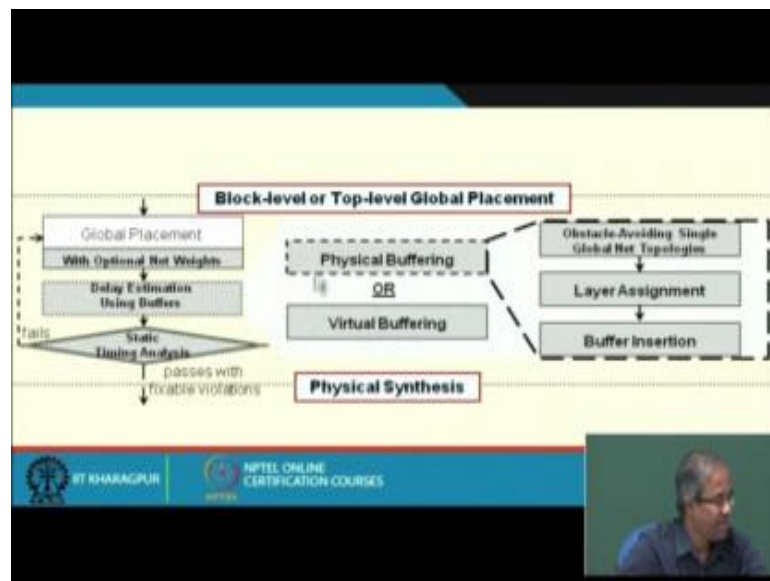 Block-level or Top-level Global Placement
Global Placement
With Optional Net Weights
Delay Estimation
Using Buffers
fails
Static
Timing Analysis
passes with
fixable violations
Physical Buffering
OR
Virtual Buffering
Obstacle-Avoiding Single
Global Net Topologies
Layer Assignment
Buffer Insertion
Physical Synthesis
IIT KHARAGPUR
NPTEL
NPTEL ONLINE
CERTIFICATION COURSES